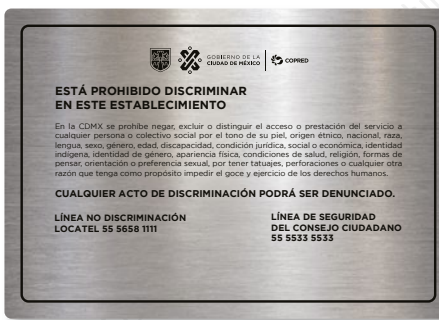 GOBIERNO DE LA
CIUDAD DE MÉXICO
COPRED
ESTÁ PROHIBIDO DISCRIMINAR
EN ESTE ESTABLECIMIENTO
En la CDMX se prohíbe negar, excluir o distinguir el acceso o prestación del servicio a
cualquier persona o colectivo social por el tono de su piel, origen étnico, nacional, raza,
lengua, sexo, género, edad, discapacidad, condición jurídica, social o económica, identidad
indígena, identidad de género, apariencia física, condiciones de salud, religión, formas de
pensar, orientación o preferencia sexual, por tener tatuajes, perforaciones o cualquier otra
razón que tenga como propósito impedir el goce y ejercicio de los derechos humanos.
CUALQUIER ACTO DE DISCRIMINACIÓN PODRÁ SER DENUNCIADO.
LÍNEA NO DISCRIMINACIÓN
LOCATEL 55 5658 1111
LÍNEA DE SEGURIDAD
DEL CONSEJO CIUDADANO
55 5533 5533